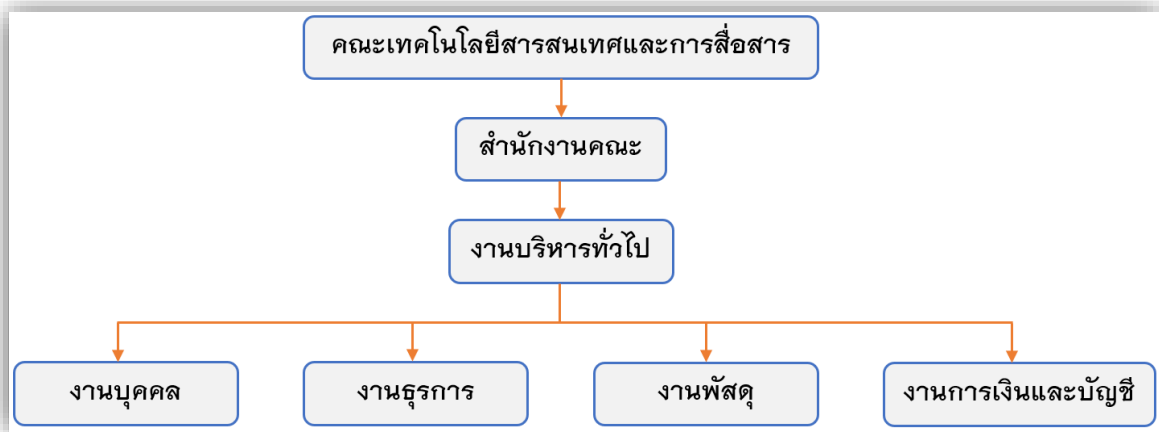 คณะเทคโนโลยีสารสนเทศและการสื่อสาร
สำนักงานคณะ
งานบริหารทั่วไป
งานบุคคล
งานธุรการ
งานพัสดุ
งานการเงินและบัญชี